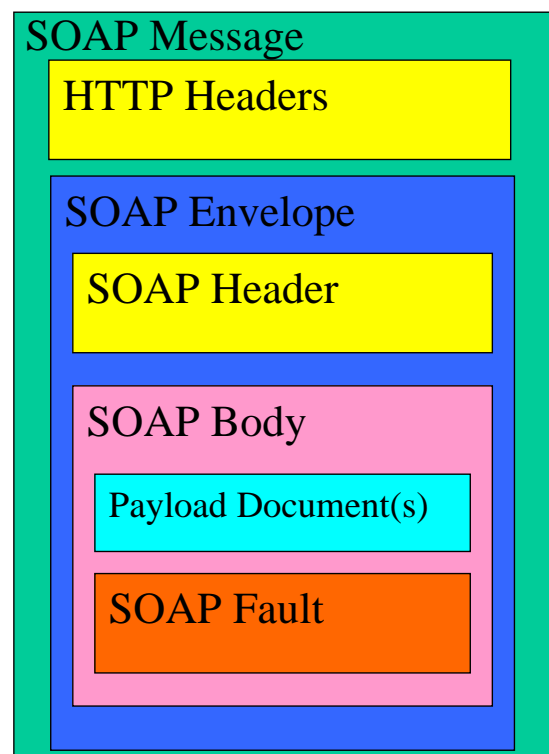 SOAP Message
HTTP Headers
SOAP Envelope
SOAP Header
SOAP Body
Payload Document(s)
SOAP Fault